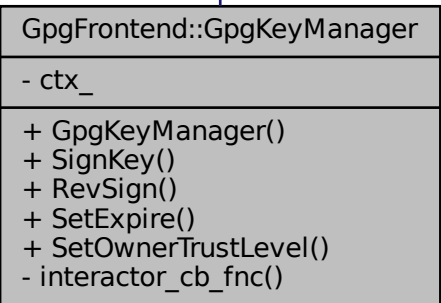 GpgFrontend::GpgKeyManager
- ctx_
+ GpgKeyManager()
+ SignKey()
+ RevSign()
+ SetExpire()
+ SetOwnerTrustLevel()
- interactor_cb_fnc()